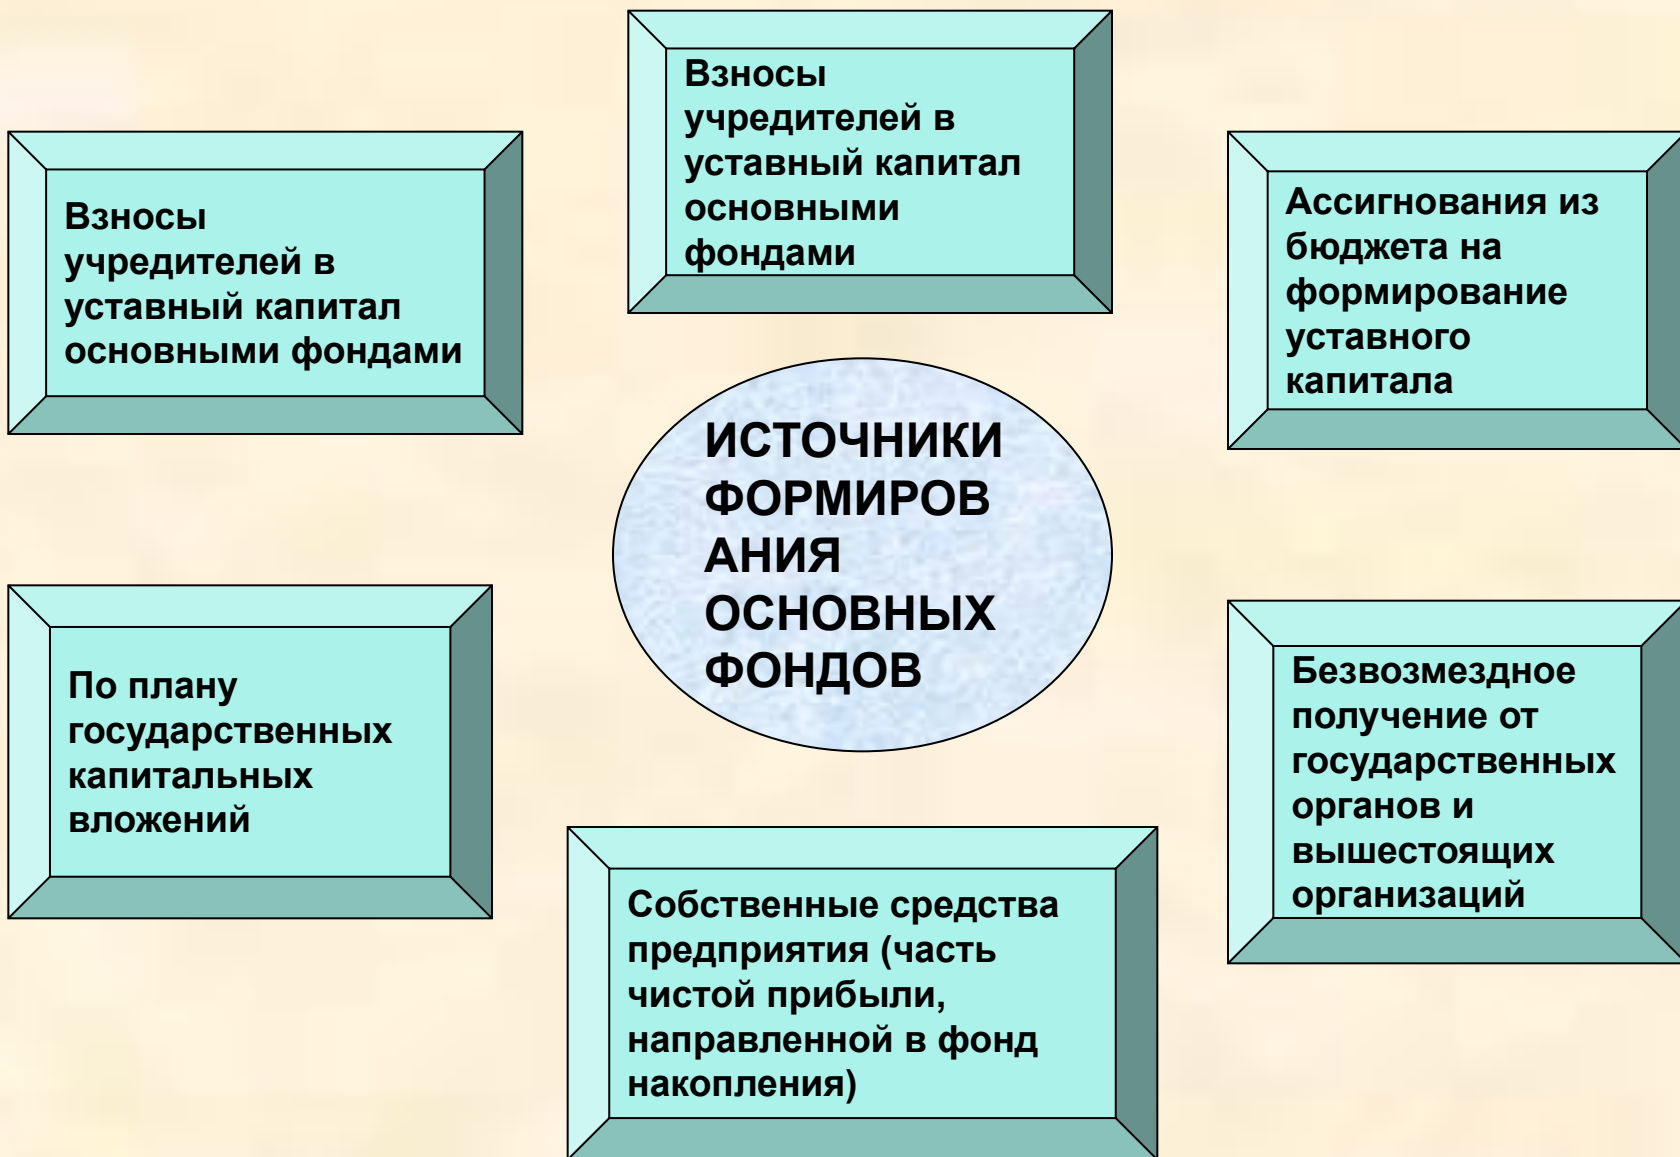 Взносы
учредителей в
уставный капитал
основными
фондами
Взносы
учредителей в
уставный капитал
основными фондами
Ассигнования из
бюджета на
формирование
уставного
капитала
ИСТОЧНИКИ
ФОРМИРОВ
АНИЯ
ОСНОВНЫХ
ФОНДОВ
По плану
государственных
капитальных
вложений
Безвозмездное
получение от
государственных
органов и
вышестоящих
организаций
Собственные средства
предприятия (часть
чистой прибыли,
направленной в фонд
накопления)